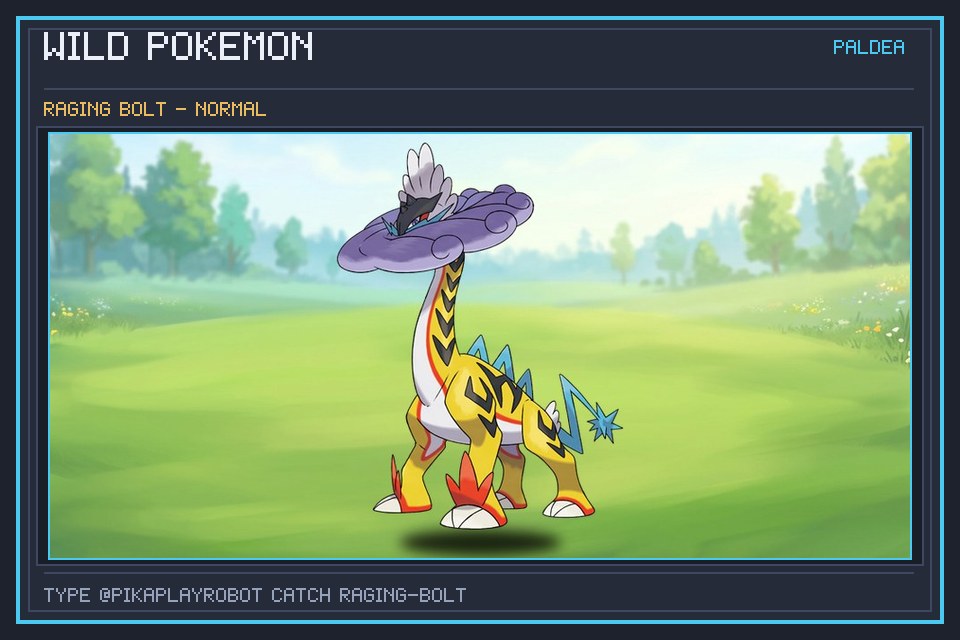 WILD POKEMON
PALDEA
RAGING BOLT - NORMAL
TYPE @PIKAPLAYROBOT CATCH RAGING-BOLT